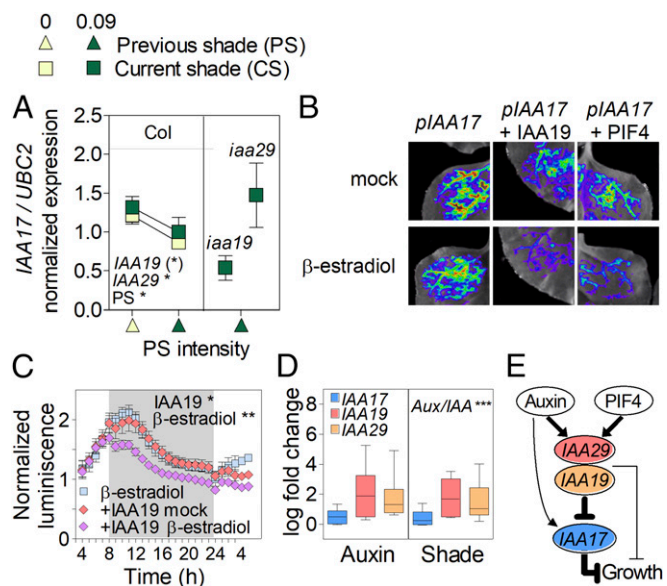 0 0.09
Previous shade (PS)
Current shade (CS)
A
IAA17 / UBC2
normalized expression
2.5
2.0
1.5
1.0
0.5
0.0
Col
iaa29
iaa19
IAA19 (*)
IAA29 *
PS *
PS intensity
B
pIAA17
pIAA17
+ IAA19
pIAA17
+ PIF4
mock
β-estradiol
C
Normalized
luminiscence
2
1
0
IAA19 *
β-estradiol **
β-estradiol
+IAA19 mock
+IAA19 β-estradiol
4 8 12 16 20 24 4
Time (h)
D
log fold change
8
6
4
2
0
IAA17
IAA19
IAA29
Aux/IAA ***
Auxin
Shade
E
Auxin
PIF4
IAA29
IAA19
IAA17
Growth